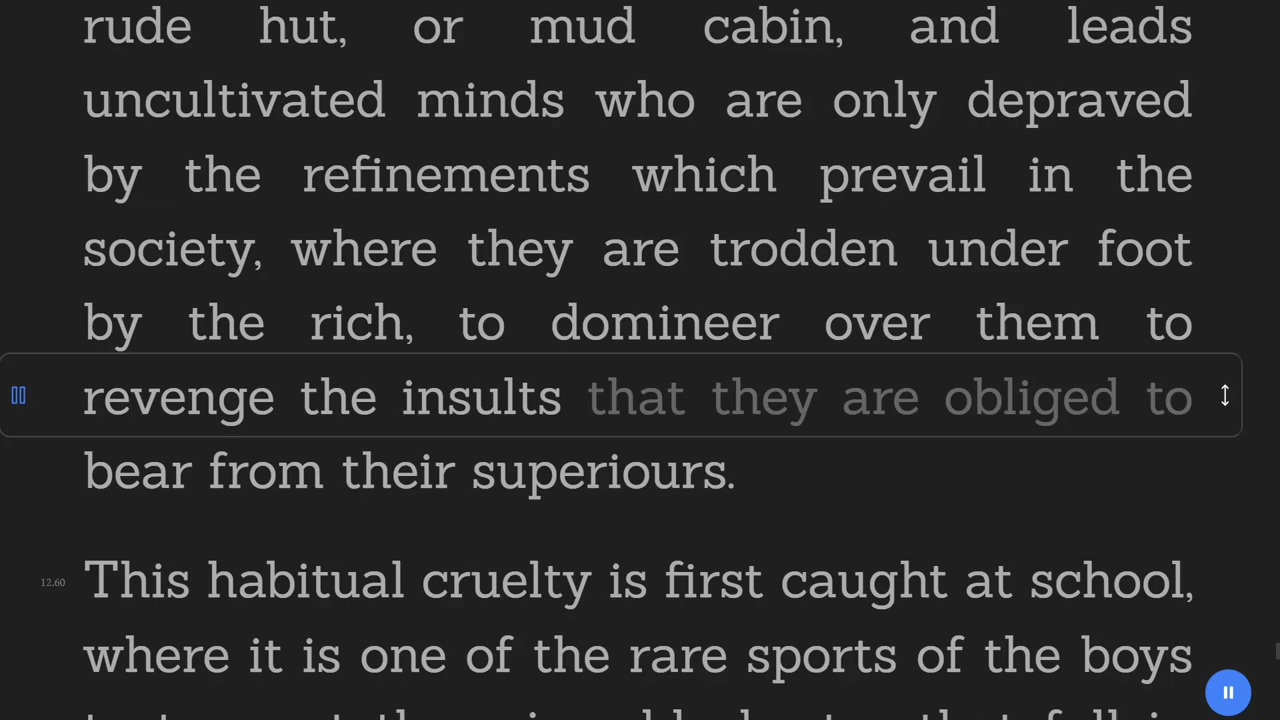 rude hut, or mud cabin, and leads
uncultivated minds who are only depraved
by the refinements which prevail in the
society, where they are trodden under foot
by the rich, to domineer over them to
revenge the insults that they are obliged to
bear from their superiours.
12.60
This habitual cruelty is first caught at school,
where it is one of the rare sports of the boys